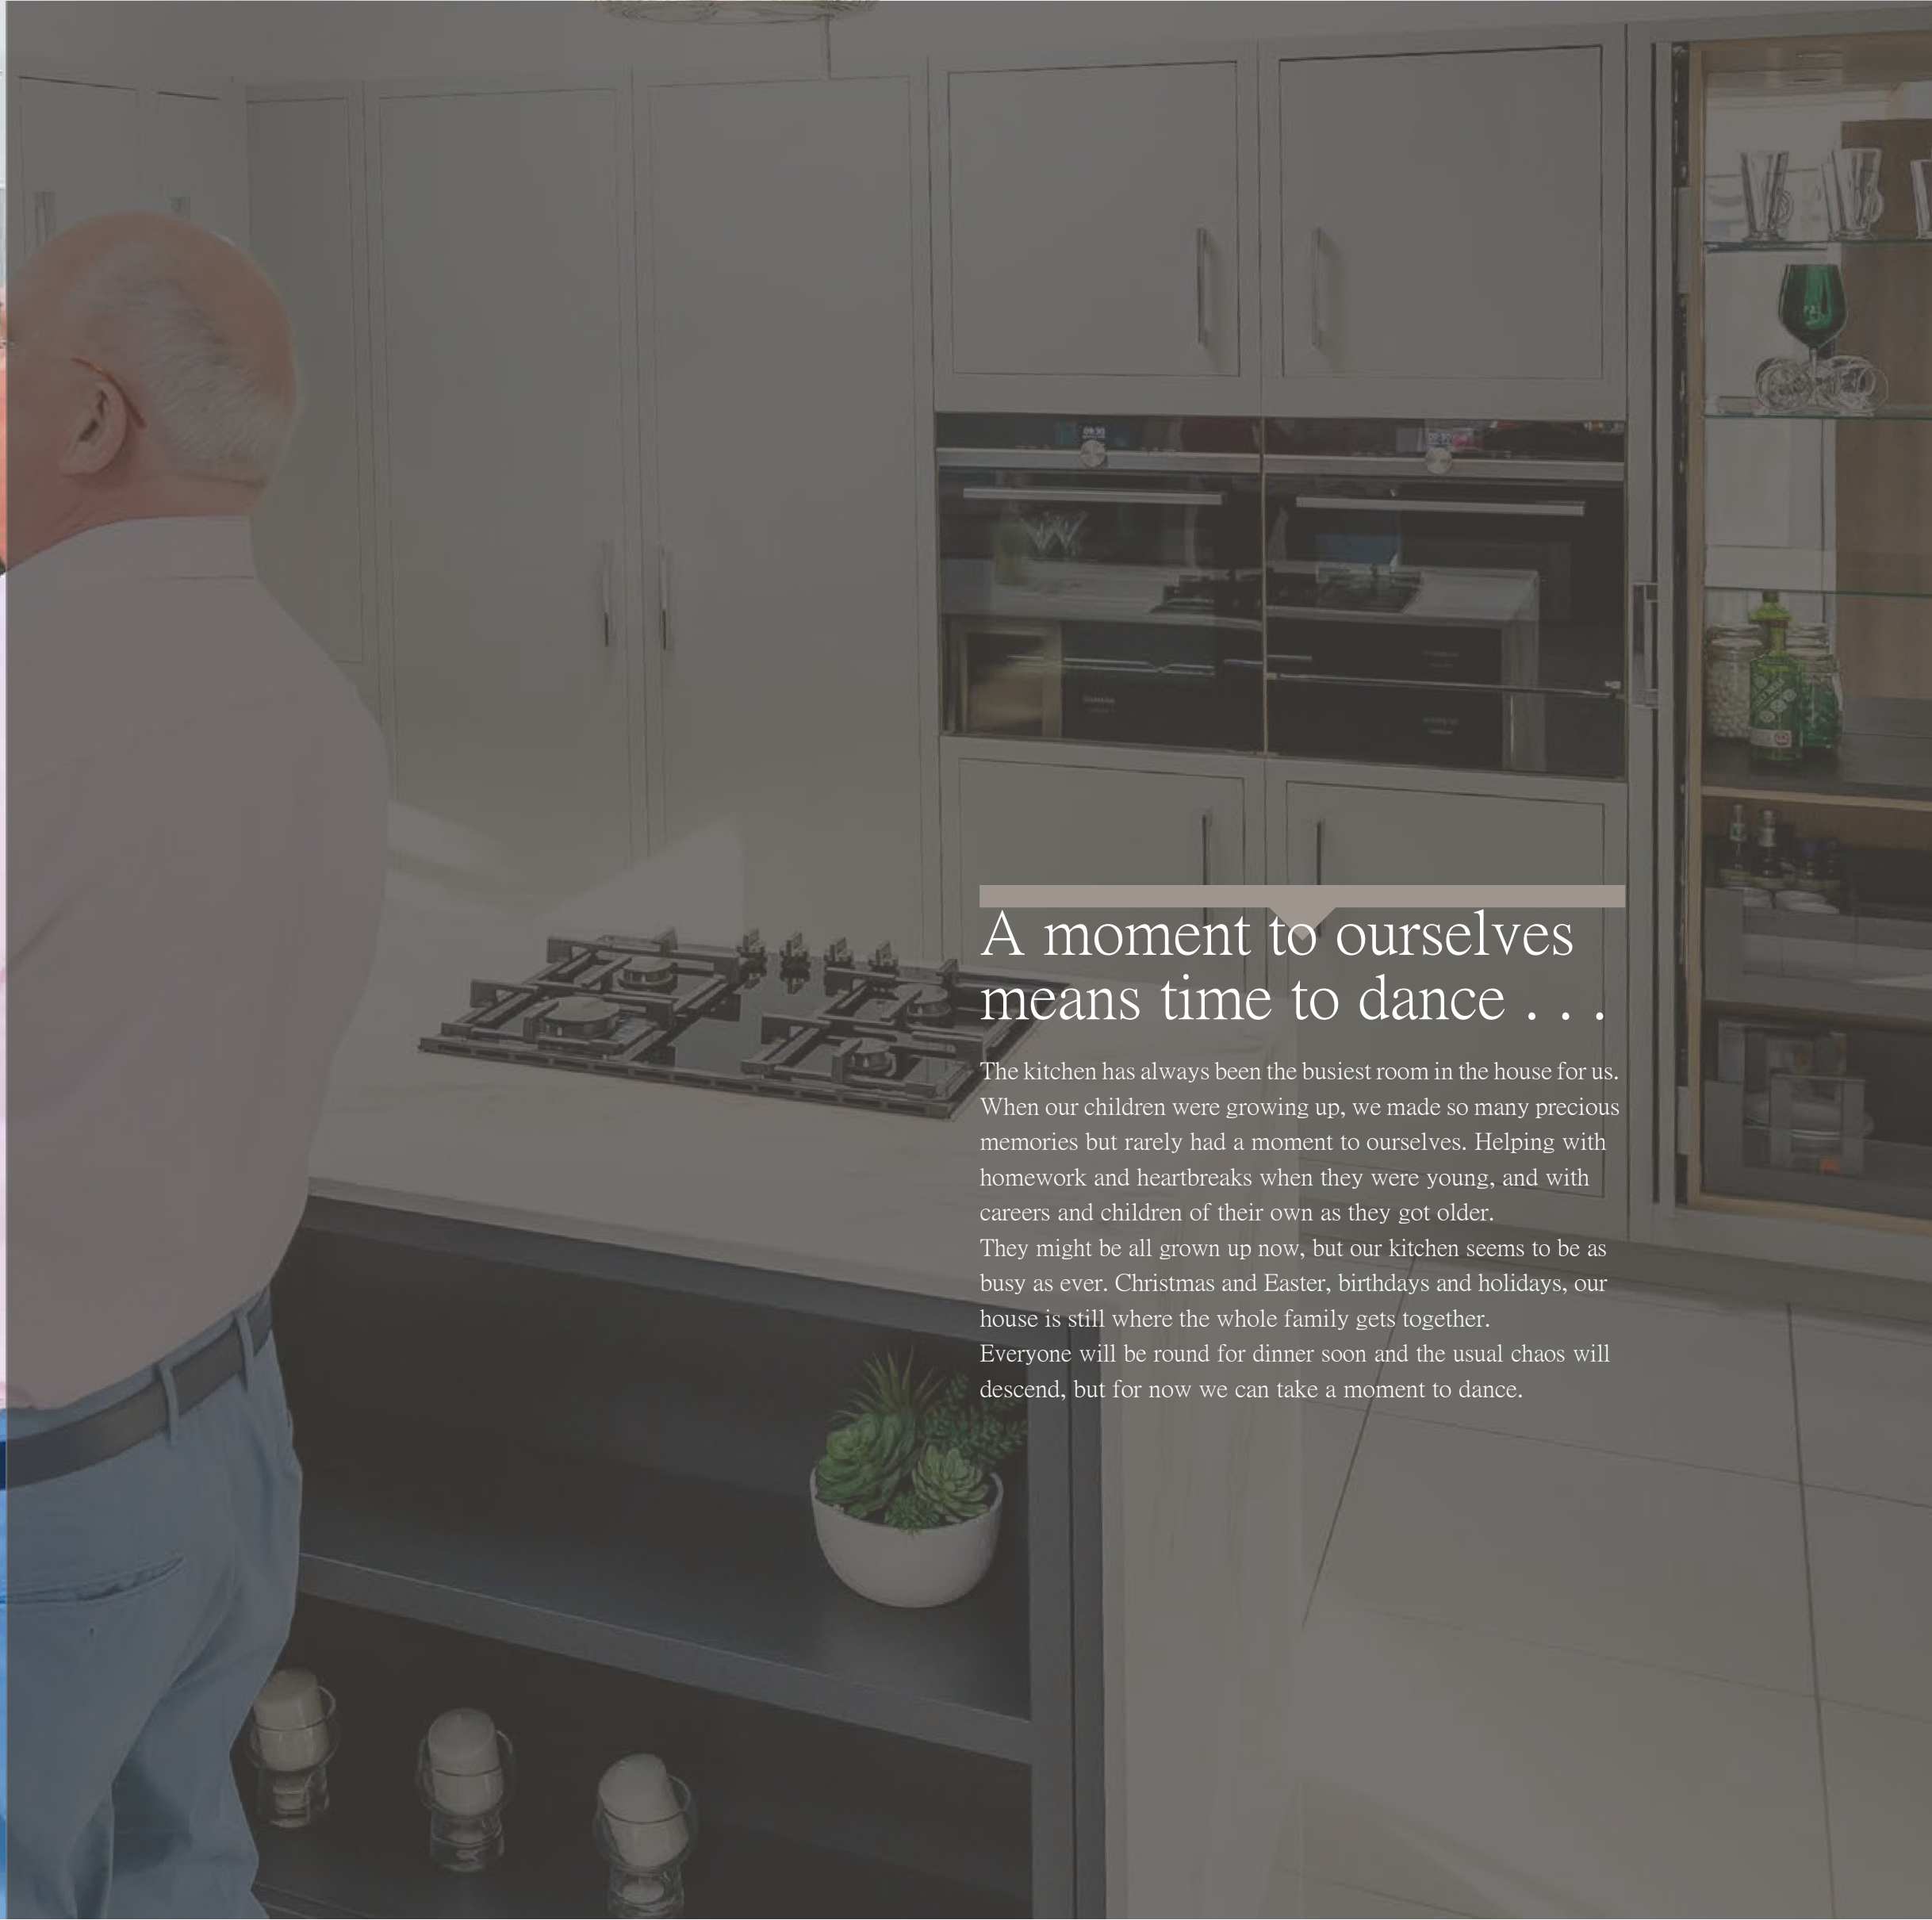 A moment to ourselves
means time to dance . . .
The kitchen has always been the busiest room in the house for us.
When our children were growing up, we made so many precious
memories but rarely had a moment to ourselves. Helping with
homework and heartbreaks when they were young, and with
careers and children of their own as they got older.
They might be all grown up now, but our kitchen seems to be as
busy as ever. Christmas and Easter, birthdays and holidays, our
house is still where the whole family gets together.
Everyone will be round for dinner soon and the usual chaos will
descend, but for now we can take a moment to dance.